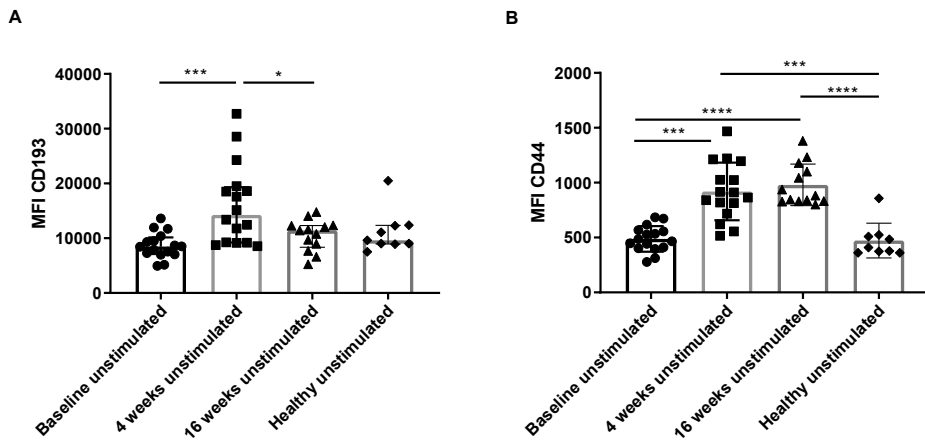 A
MFI CD193
40000
30000
20000
10000
0
***
*
Baseline unstimulated
4 weeks unstimulated
16 weeks unstimulated
Healthy unstimulated
B
MFI CD44
2000
1500
1000
500
0
***
****
****
***
Baseline unstimulated
4 weeks unstimulated
16 weeks unstimulated
Healthy unstimulated